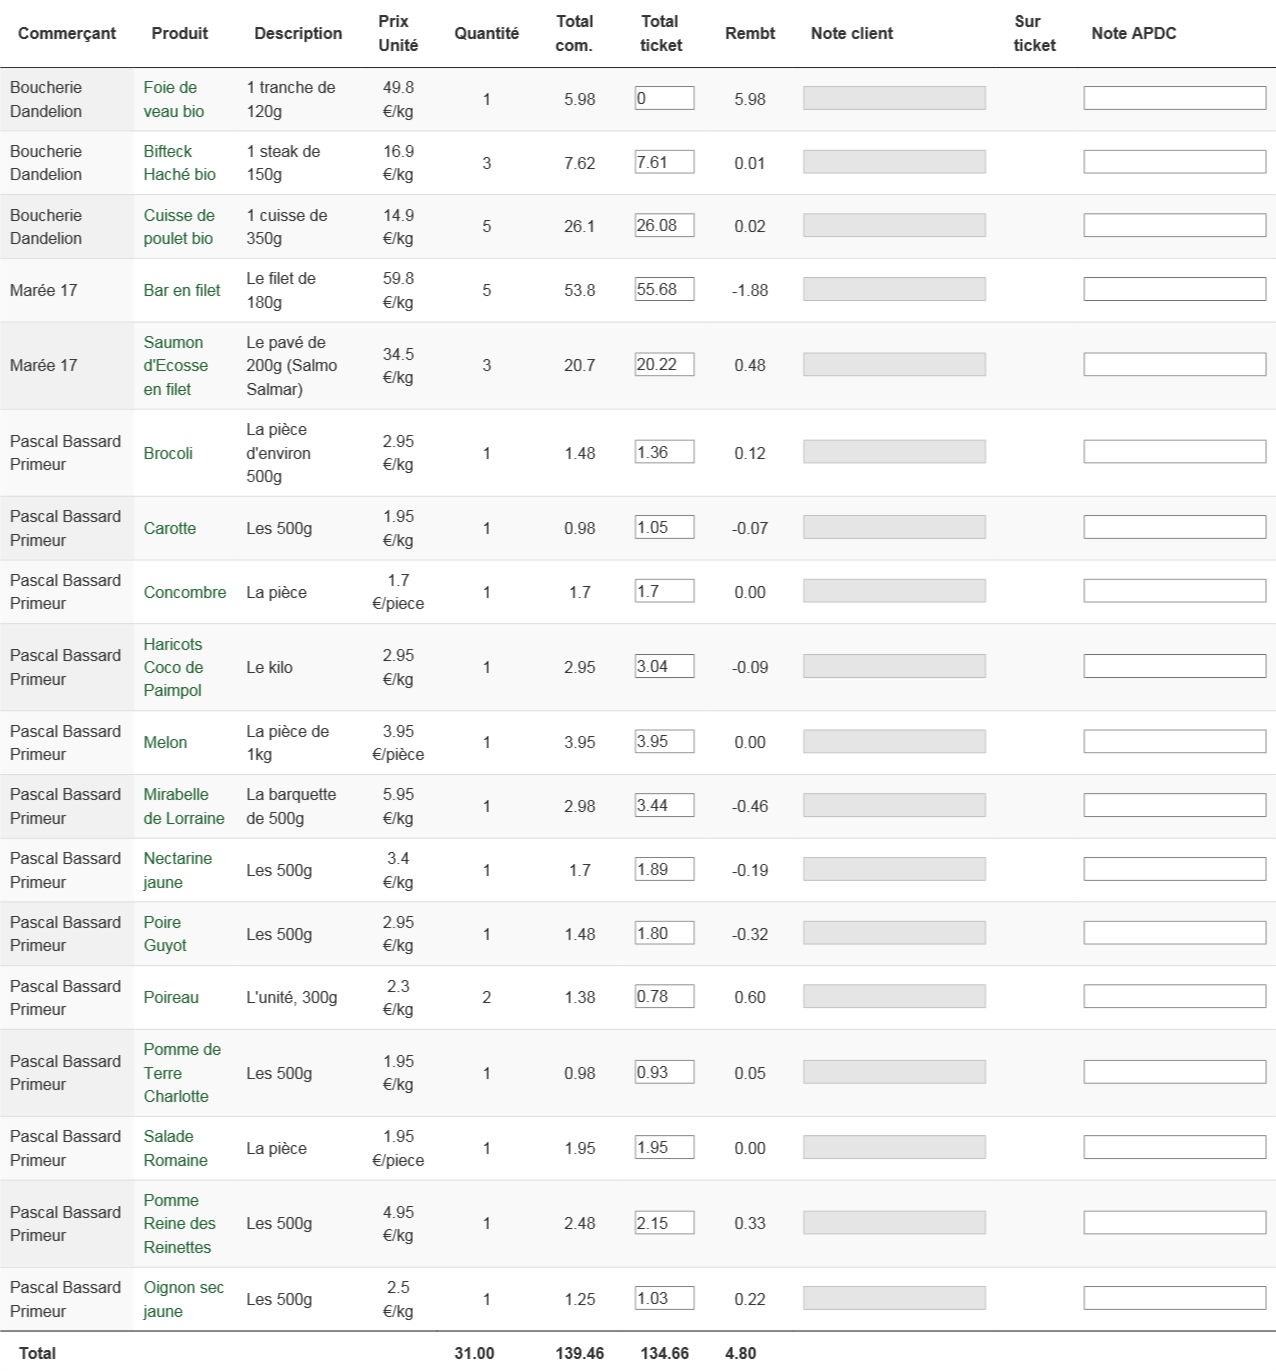 Commerçant Produit Description Prix Unité Quantité Total com. Total ticket Rembt Note client Sur ticket Note APDC
Boucherie Dandelion Foie de veau bio 1 tranche de 120g 49.8 €/kg 1 5.98 0 5.98
Boucherie Dandelion Bifteck Haché bio 1 steak de 150g 16.9 €/kg 3 7.62 7.61 0.01
Boucherie Dandelion Cuisse de poulet bio 1 cuisse de 350g 14.9 €/kg 5 26.1 26.08 0.02
Marée 17 Bar en filet Le filet de 180g 59.8 €/kg 5 53.8 55.68 -1.88
Marée 17 Saumon d'Ecosse en filet Le pavé de 200g (Salmo Salmar) 34.5 €/kg 3 20.7 20.22 0.48
Pascal Bassard Primeur Brocoli La pièce d'environ 500g 2.95 €/kg 1 1.48 1.36 0.12
Pascal Bassard Primeur Carotte Les 500g 1.95 €/kg 1 0.98 1.05 -0.07
Pascal Bassard Primeur Concombre La pièce 1.7 €/piece 1 1.7 1.7 0.00
Pascal Bassard Primeur Haricots Coco de Paimpol Le kilo 2.95 €/kg 1 2.95 3.04 -0.09
Pascal Bassard Primeur Melon La pièce de 1kg 3.95 €/pièce 1 3.95 3.95 0.00
Pascal Bassard Primeur Mirabelle de Lorraine La barquette de 500g 5.95 €/kg 1 2.98 3.44 -0.46
Pascal Bassard Primeur Nectarine jaune Les 500g 3.4 €/kg 1 1.7 1.89 -0.19
Pascal Bassard Primeur Poire Guyot Les 500g 2.95 €/kg 1 1.48 1.80 -0.32
Pascal Bassard Primeur Poireau L'unité, 300g 2.3 €/kg 2 1.38 0.78 0.60
Pascal Bassard Primeur Pomme de Terre Charlotte Les 500g 1.95 €/kg 1 0.98 0.93 0.05
Pascal Bassard Primeur Salade Romaine La pièce 1.95 €/piece 1 1.95 1.95 0.00
Pascal Bassard Primeur Pomme Reine des Reinettes Les 500g 4.95 €/kg 1 2.48 2.15 0.33
Pascal Bassard Primeur Oignon sec jaune Les 500g 2.5 €/kg 1 1.25 1.03 0.22
Total 31.00 139.46 134.66 4.80